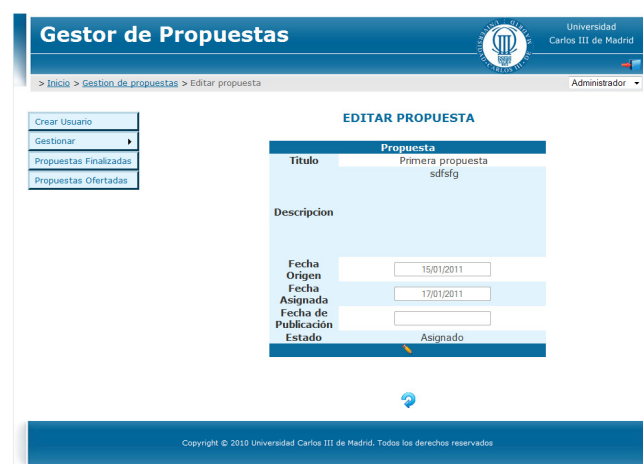 Gestor de Propuestas
Universidad
Carlos III de Madrid
> Inicio > Gestion de propuestas > Editar propuesta
Administrador
Crear Usuario
Gestionar
Propuestas Finalizadas
Propuestas Ofertadas
EDITAR PROPUESTA
Propuesta
Titulo Primera propuesta
sdfsfg
Descripcion
Fecha
Origen
15/01/2011
Fecha
Asignada
17/01/2011
Fecha de
Publicación
Estado Asignado
Copyright © 2010 Universidad Carlos III de Madrid. Todos los derechos reservados